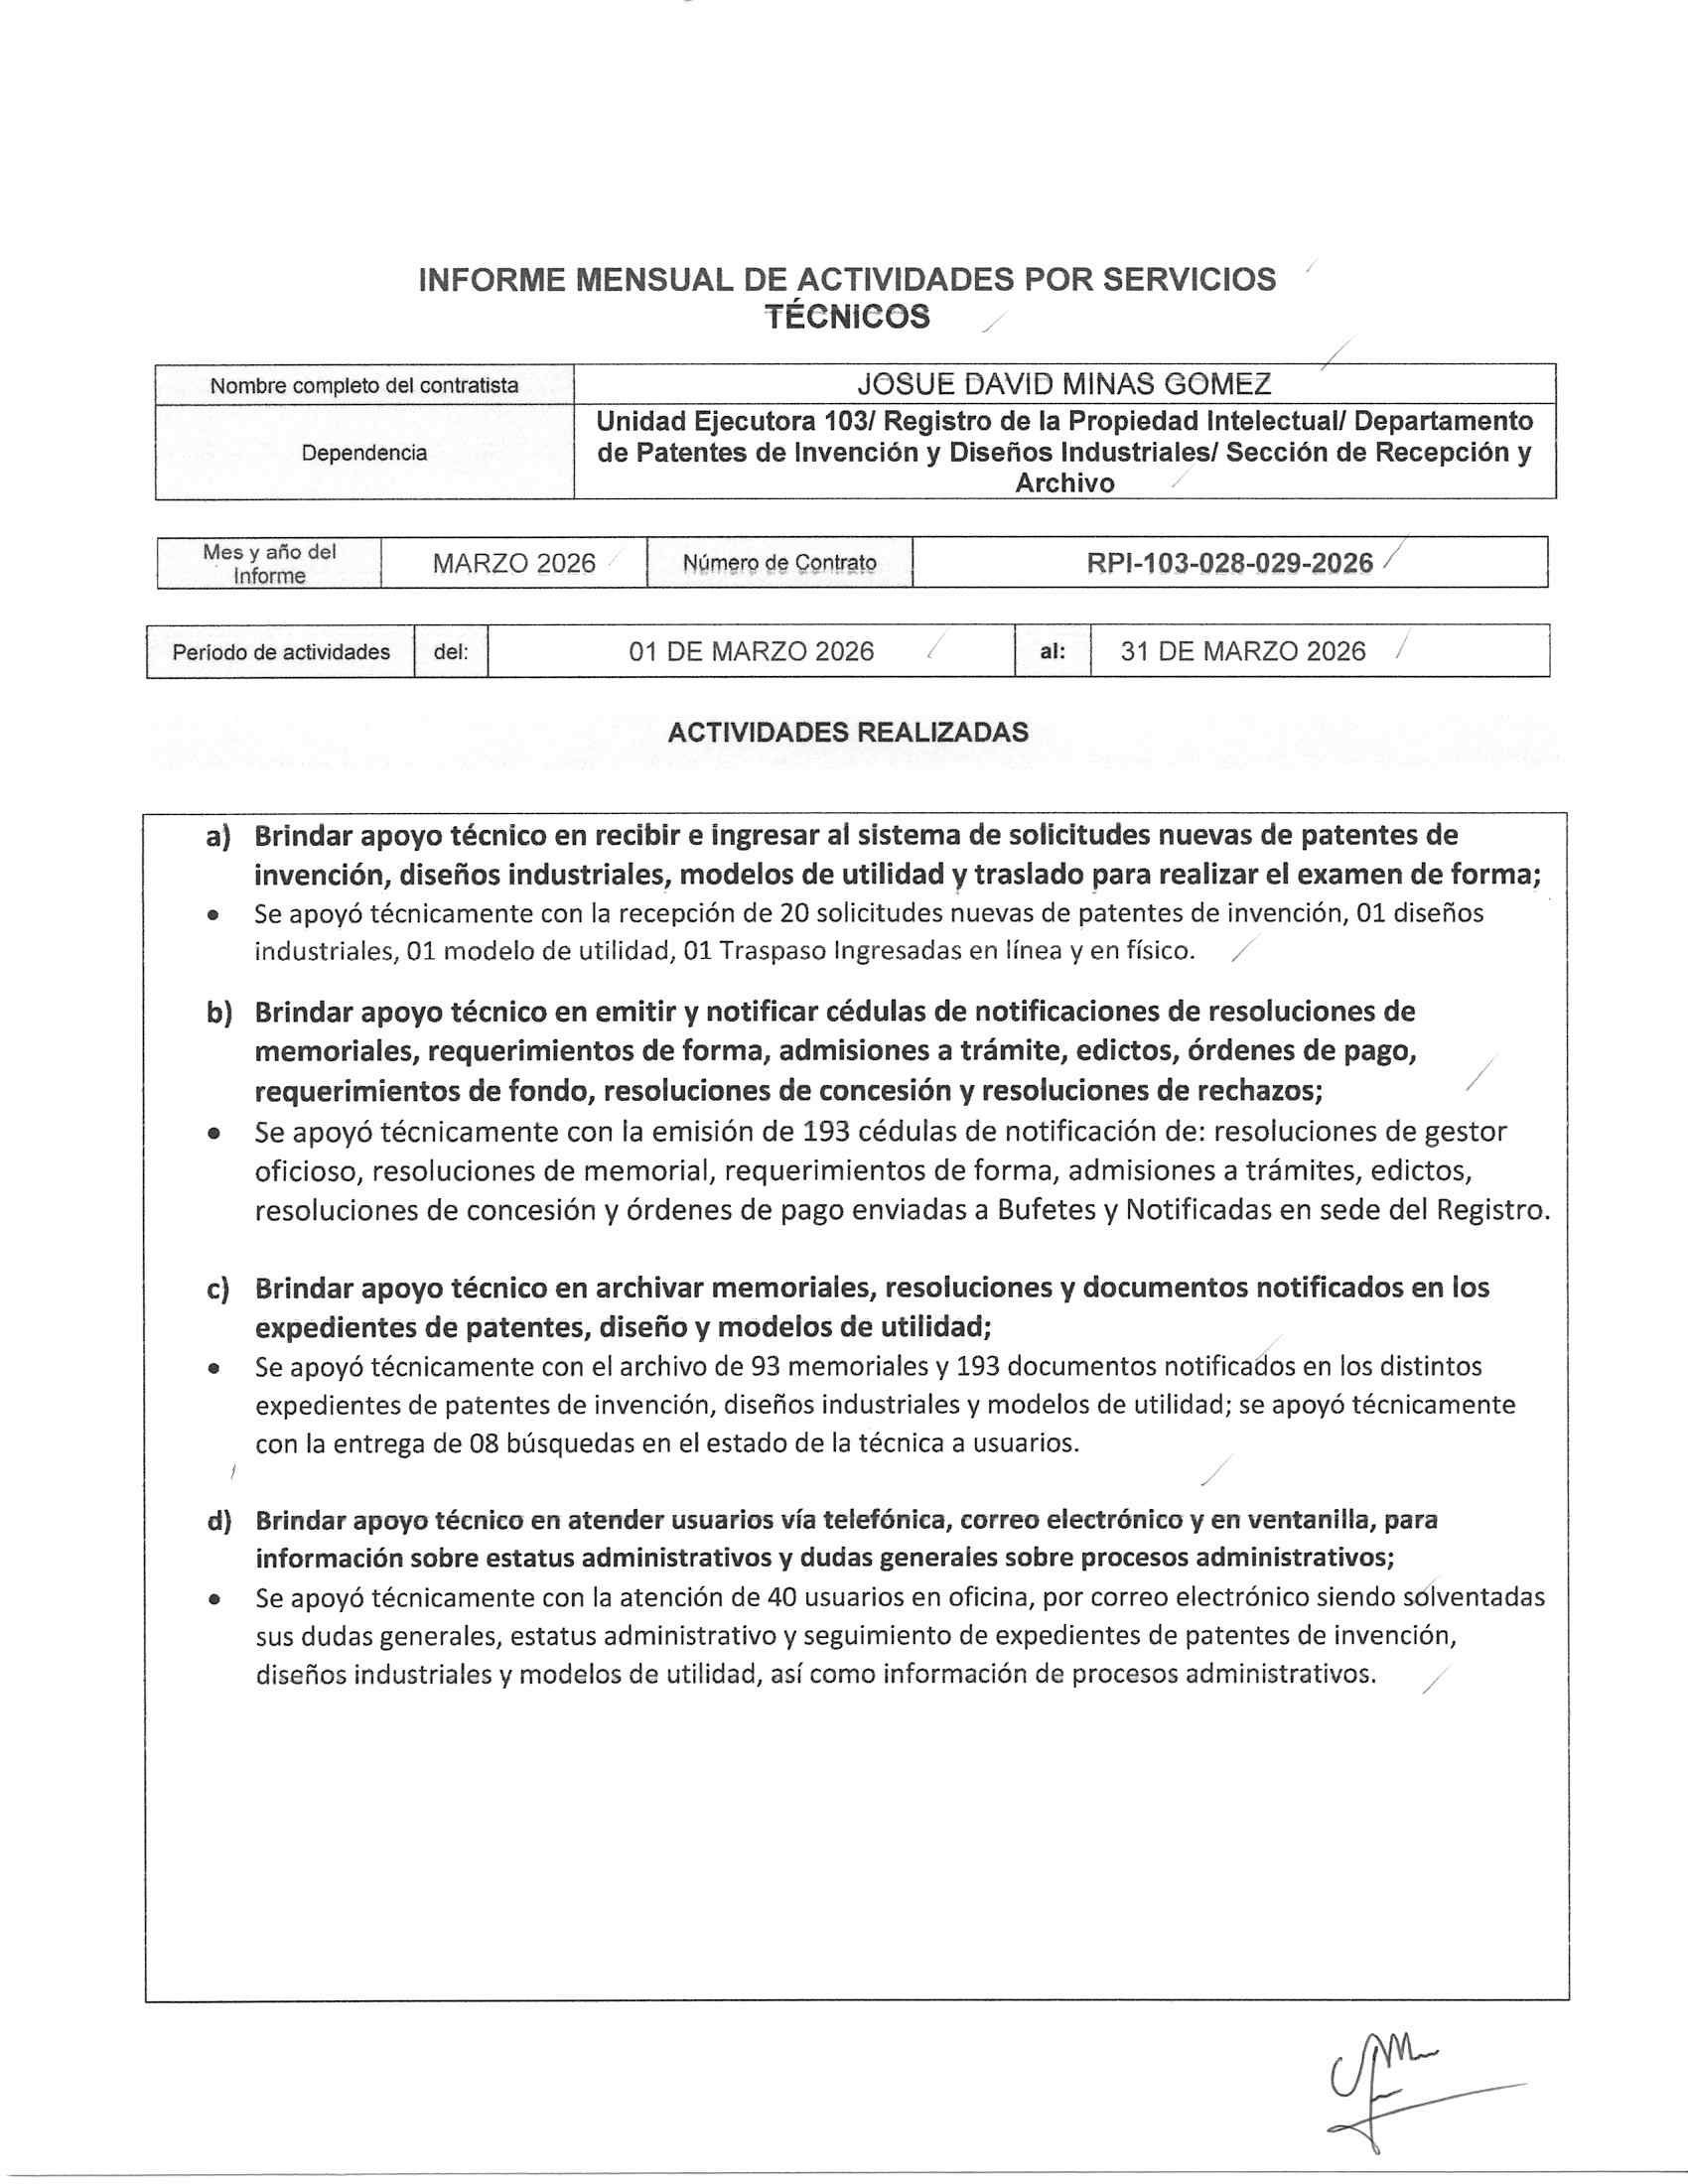 INFORME MENSUAL DE ACTIVIDADES POR SERVICIOS
TÉCNICOS
Nombre completo del contratista
JOSUE DAVID MINAS GOMEZ
Dependencia
Unidad Ejecutora 103/ Registro de la Propiedad Intelectual/ Departamento
de Patentes de Invención y Diseños Industriales/ Sección de Recepción y
Archivo
Mes y año del
Informe
MARZO 2026
Número de Contrato
RPI-103-028-029-2026
Período de actividades
del:
01 DE MARZO 2026
al:
31 DE MARZO 2026
ACTIVIDADES REALIZADAS
a) Brindar apoyo técnico en recibir e ingresar al sistema de solicitudes nuevas de patentes de
invención, diseños industriales, modelos de utilidad y traslado para realizar el examen de forma;
• Se apoyó técnicamente con la recepción de 20 solicitudes nuevas de patentes de invención, 01 diseños
industriales, 01 modelo de utilidad, 01 Traspaso Ingresadas en línea y en físico.
b) Brindar apoyo técnico en emitir y notificar cédulas de notificaciones de resoluciones de
memoriales, requerimientos de forma, admisiones a trámite, edictos, órdenes de pago,
requerimientos de fondo, resoluciones de concesión y resoluciones de rechazos;
• Se apoyó técnicamente con la emisión de 193 cédulas de notificación de: resoluciones de gestor
oficioso, resoluciones de memorial, requerimientos de forma, admisiones a trámites, edictos,
resoluciones de concesión y órdenes de pago enviadas a Bufetes y Notificadas en sede del Registro.
c) Brindar apoyo técnico en archivar memoriales, resoluciones y documentos notificados en los
expedientes de patentes, diseño y modelos de utilidad;
• Se apoyó técnicamente con el archivo de 93 memoriales y 193 documentos notificados en los distintos
expedientes de patentes de invención, diseños industriales y modelos de utilidad; se apoyó técnicamente
con la entrega de 08 búsquedas en el estado de la técnica a usuarios.
d) Brindar apoyo técnico en atender usuarios vía telefónica, correo electrónico y en ventanilla, para
información sobre estatus administrativos y dudas generales sobre procesos administrativos;
• Se apoyó técnicamente con la atención de 40 usuarios en oficina, por correo electrónico siendo solventadas
sus dudas generales, estatus administrativo y seguimiento de expedientes de patentes de invención,
diseños industriales y modelos de utilidad, así como información de procesos administrativos.